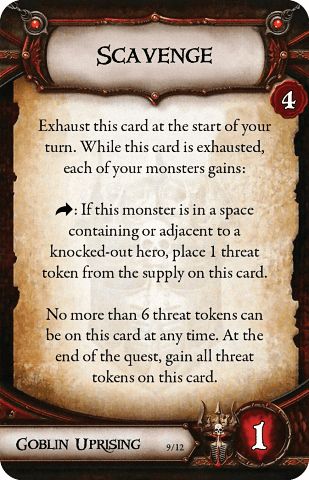 Scavenge
4
Exhaust this card at the start of your
turn. While this card is exhausted,
each of your monsters gains:
: If this monster is in a space
containing or adjacent to a
knocked-out hero, place 1 threat
token from the supply on this card.
No more than 6 threat tokens can
be on this card at any time. At the
end of the quest, gain all threat
tokens on this card.
Goblin Uprising
9/12
1